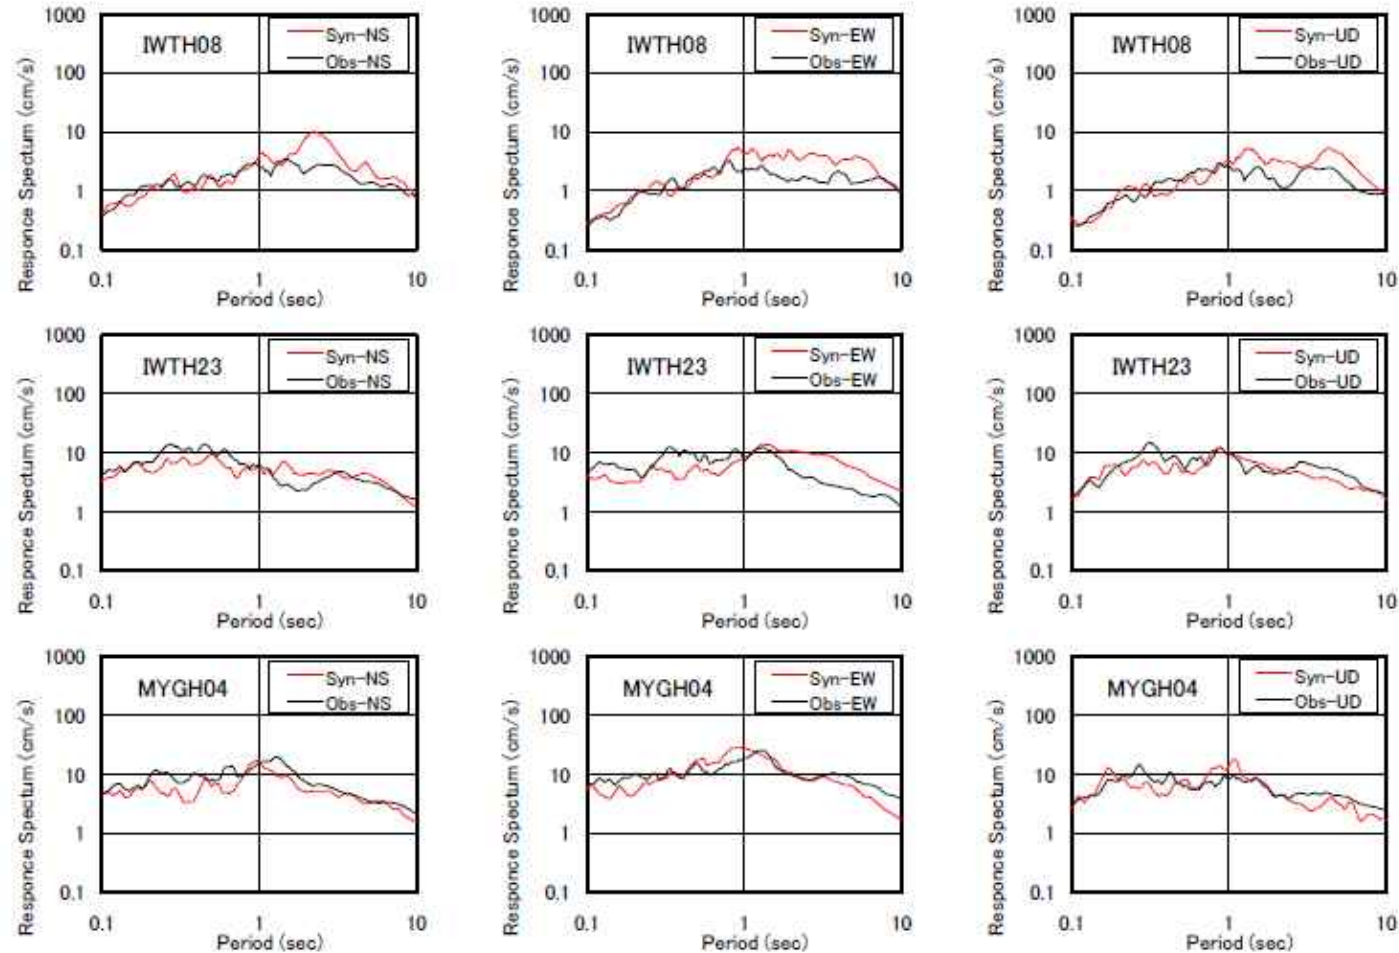 1000
100
10
1
0.1
Responce Spectum (cm/s)
IWTH08
Syn-NS
Obs-NS
0.1 1 10
Period (sec)
1000
100
10
1
0.1
Responce Spectum (cm/s)
IWTH08
Syn-EW
Obs-EW
0.1 1 10
Period (sec)
1000
100
10
1
0.1
Responce Spectum (cm/s)
IWTH08
Syn-UD
Obs-UD
0.1 1 10
Period (sec)
1000
100
10
1
0.1
Responce Spectum (cm/s)
IWTH23
Syn-NS
Obs-NS
0.1 1 10
Period (sec)
1000
100
10
1
0.1
Responce Spectum (cm/s)
IWTH23
Syn-EW
Obs-EW
0.1 1 10
Period (sec)
1000
100
10
1
0.1
Responce Spectum (cm/s)
IWTH23
Syn-UD
Obs-UD
0.1 1 10
Period (sec)
1000
100
10
1
0.1
Responce Spectum (cm/s)
MYGH04
Syn-NS
Obs-NS
0.1 1 10
Period (sec)
1000
100
10
1
0.1
Responce Spectum (cm/s)
MYGH04
Syn-EW
Obs-EW
0.1 1 10
Period (sec)
1000
100
10
1
0.1
Responce Spectum (cm/s)
MYGH04
Syn-UD
Obs-UD
0.1 1 10
Period (sec)